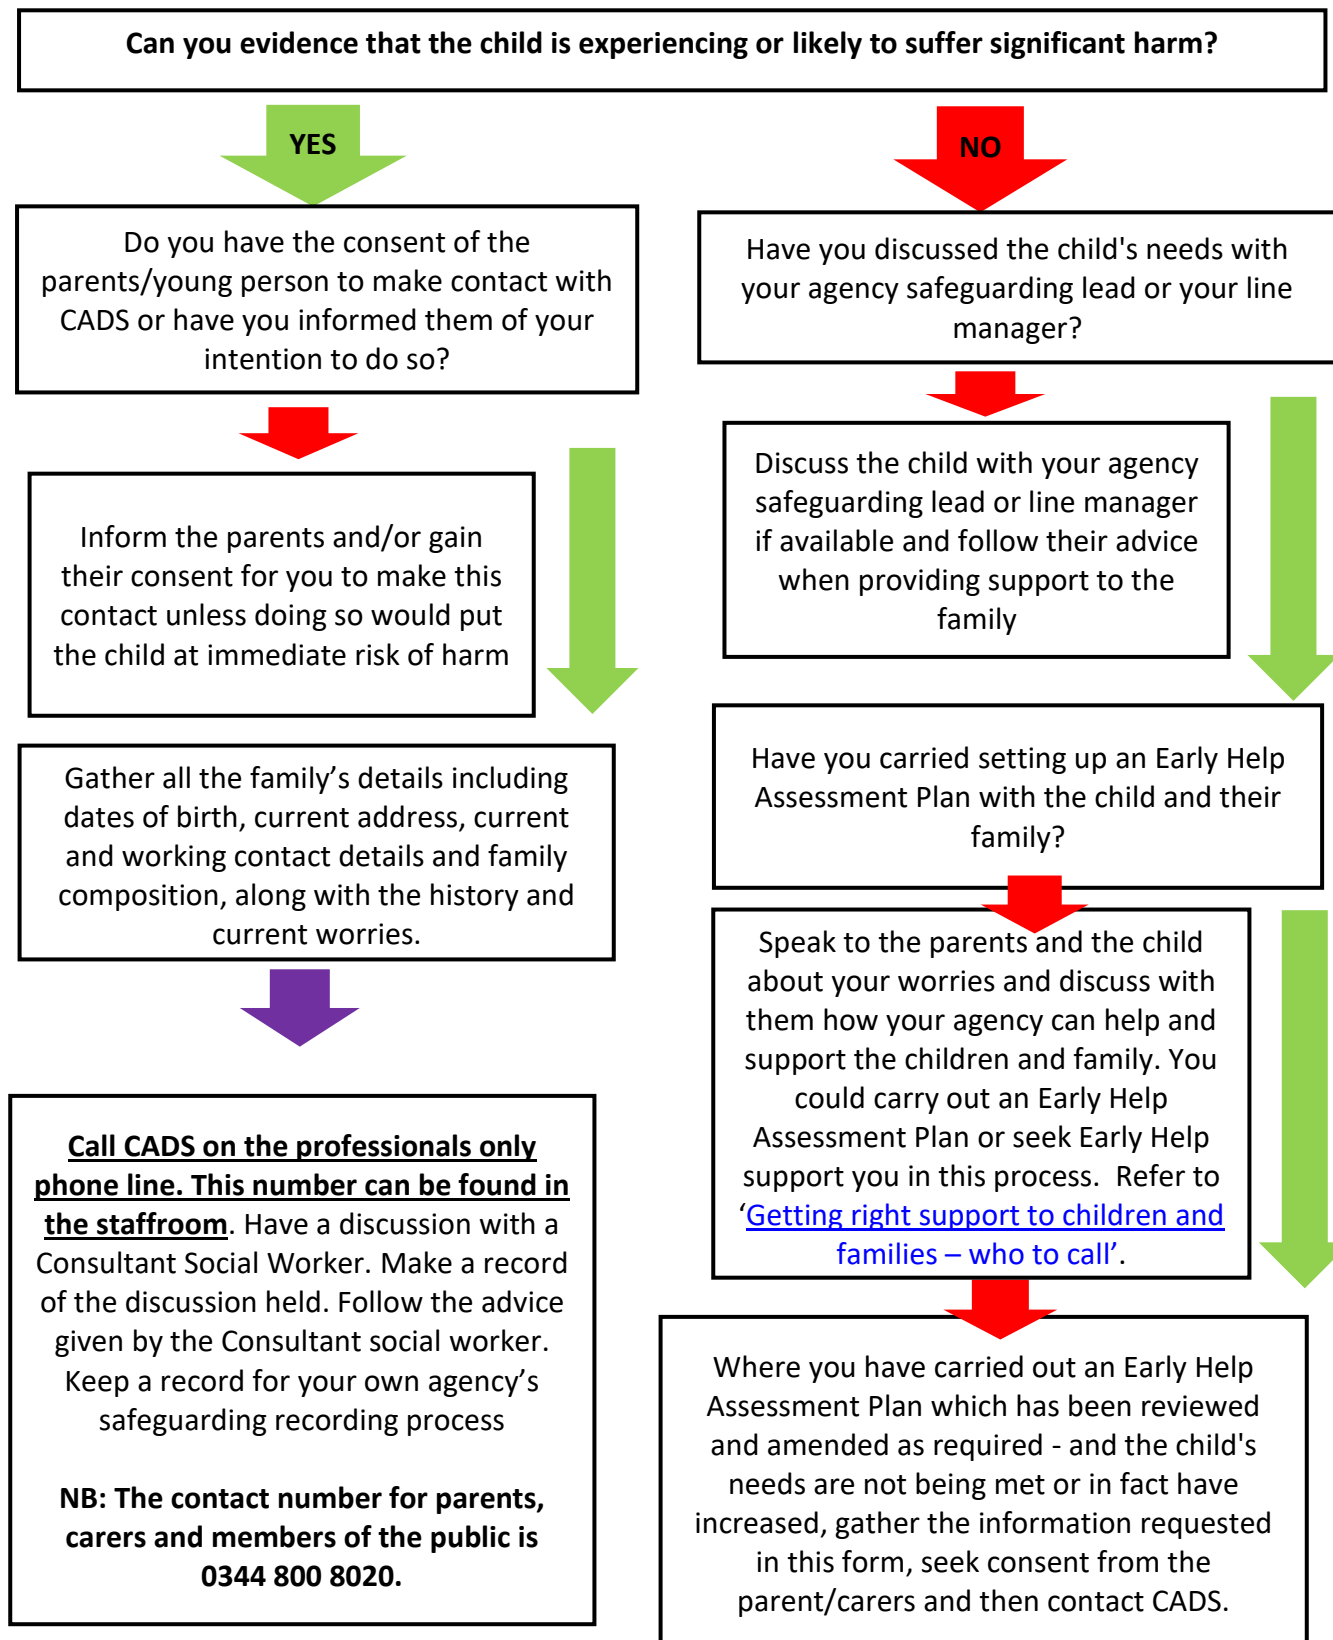 Can you evidence that the child is experiencing or likely to suffer significant harm?
YES
NO
Do you have the consent of the
parents/young person to make contact with
CADS or have you informed them of your
intention to do so?
Inform the parents and/or gain
their consent for you to make this
contact unless doing so would put
the child at immediate risk of harm
Gather all the family’s details including
dates of birth, current address, current
and working contact details and family
composition, along with the history and
current worries.
Call CADS on the professionals only
phone line. This number can be found in
the staffroom. Have a discussion with a
Consultant Social Worker. Make a record
of the discussion held. Follow the advice
given by the Consultant social worker.
Keep a record for your own agency’s
safeguarding recording process
NB: The contact number for parents,
carers and members of the public is
0344 800 8020.
Have you discussed the child's needs with
your agency safeguarding lead or your line
manager?
Discuss the child with your agency
safeguarding lead or line manager
if available and follow their advice
when providing support to the
family
Have you carried setting up an Early Help
Assessment Plan with the child and their
family?
Speak to the parents and the child
about your worries and discuss with
them how your agency can help and
support the children and family. You
could carry out an Early Help
Assessment Plan or seek Early Help
support you in this process.  Refer to
‘Getting right support to children and
families – who to call’.
Where you have carried out an Early Help
Assessment Plan which has been reviewed
and amended as required - and the child's
needs are not being met or in fact have
increased, gather the information requested
in this form, seek consent from the
parent/carers and then contact CADS.